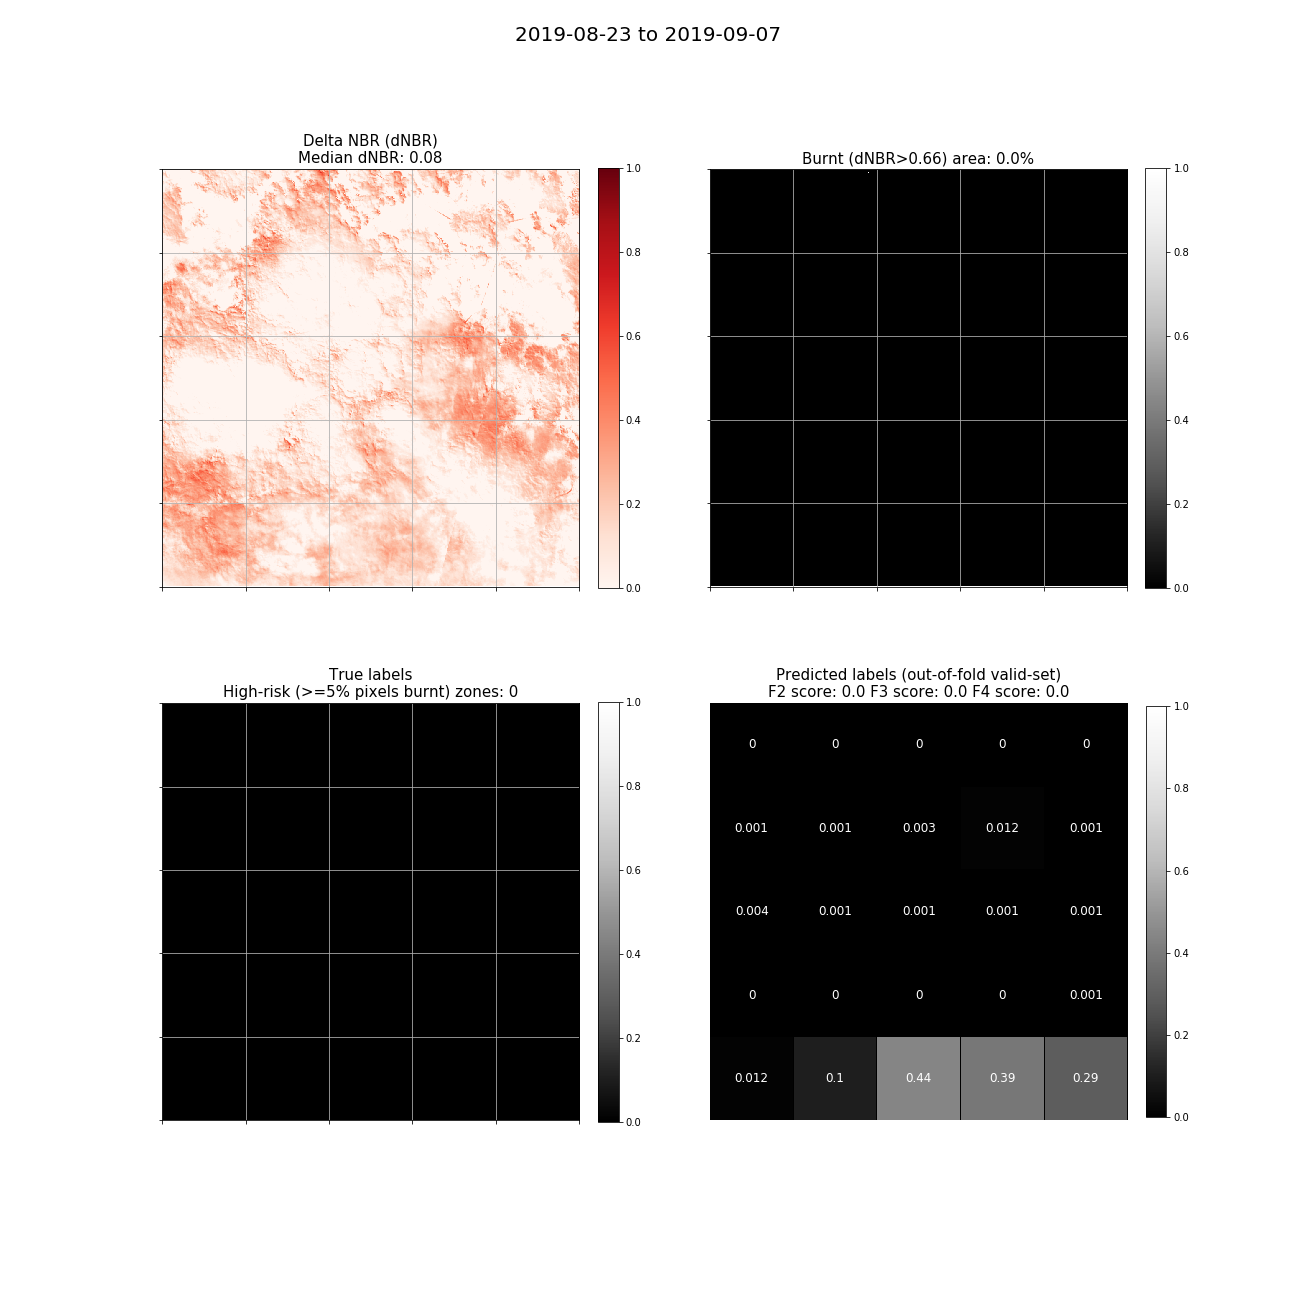 2019-08-23 to 2019-09-07
Delta NBR (dNBR)
Median dNBR: 0.08
1.0
0.8
0.6
0.4
0.2
0.0
Burnt (dNBR>0.66) area: 0.0%
1.0
0.8
0.6
0.4
0.2
0.0
True labels
High-risk (>=5% pixels burnt) zones: 0
1.0
0.8
0.6
0.4
0.2
0.0
Predicted labels (out-of-fold valid-set)
F2 score: 0.0 F3 score: 0.0 F4 score: 0.0
0 0 0 0 0
0.001 0.001 0.003 0.012 0.001
0.004 0.001 0.001 0.001 0.001
0 0 0 0 0.001
0.012 0.1 0.44 0.39 0.29
1.0
0.8
0.6
0.4
0.2
0.0